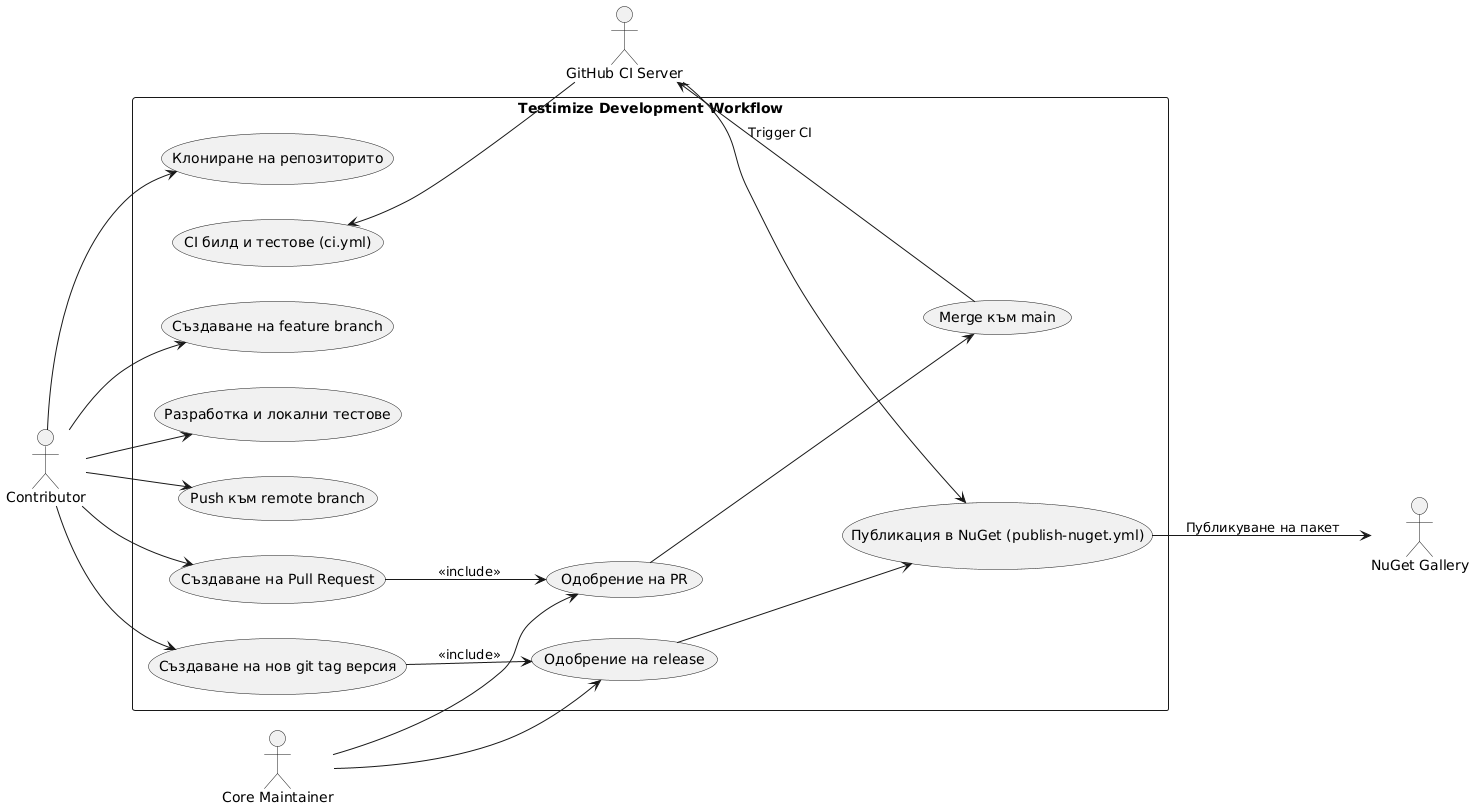 GitHub CI Server
Testimize Development Workflow
Trigger CI
Клониране на репозиторито
CI билд и тестове (ci.yml)
Създаване на feature branch
Merge към main
Разработка и локални тестове
Contributor
Push към remote branch
Публикация в NuGet (publish-nuget.yml)
Публикуване на пакет
NuGet Gallery
Създаване на Pull Request
«include»
Одобрение на PR
Създаване на нов git tag версия
«include»
Одобрение на release
Core Maintainer